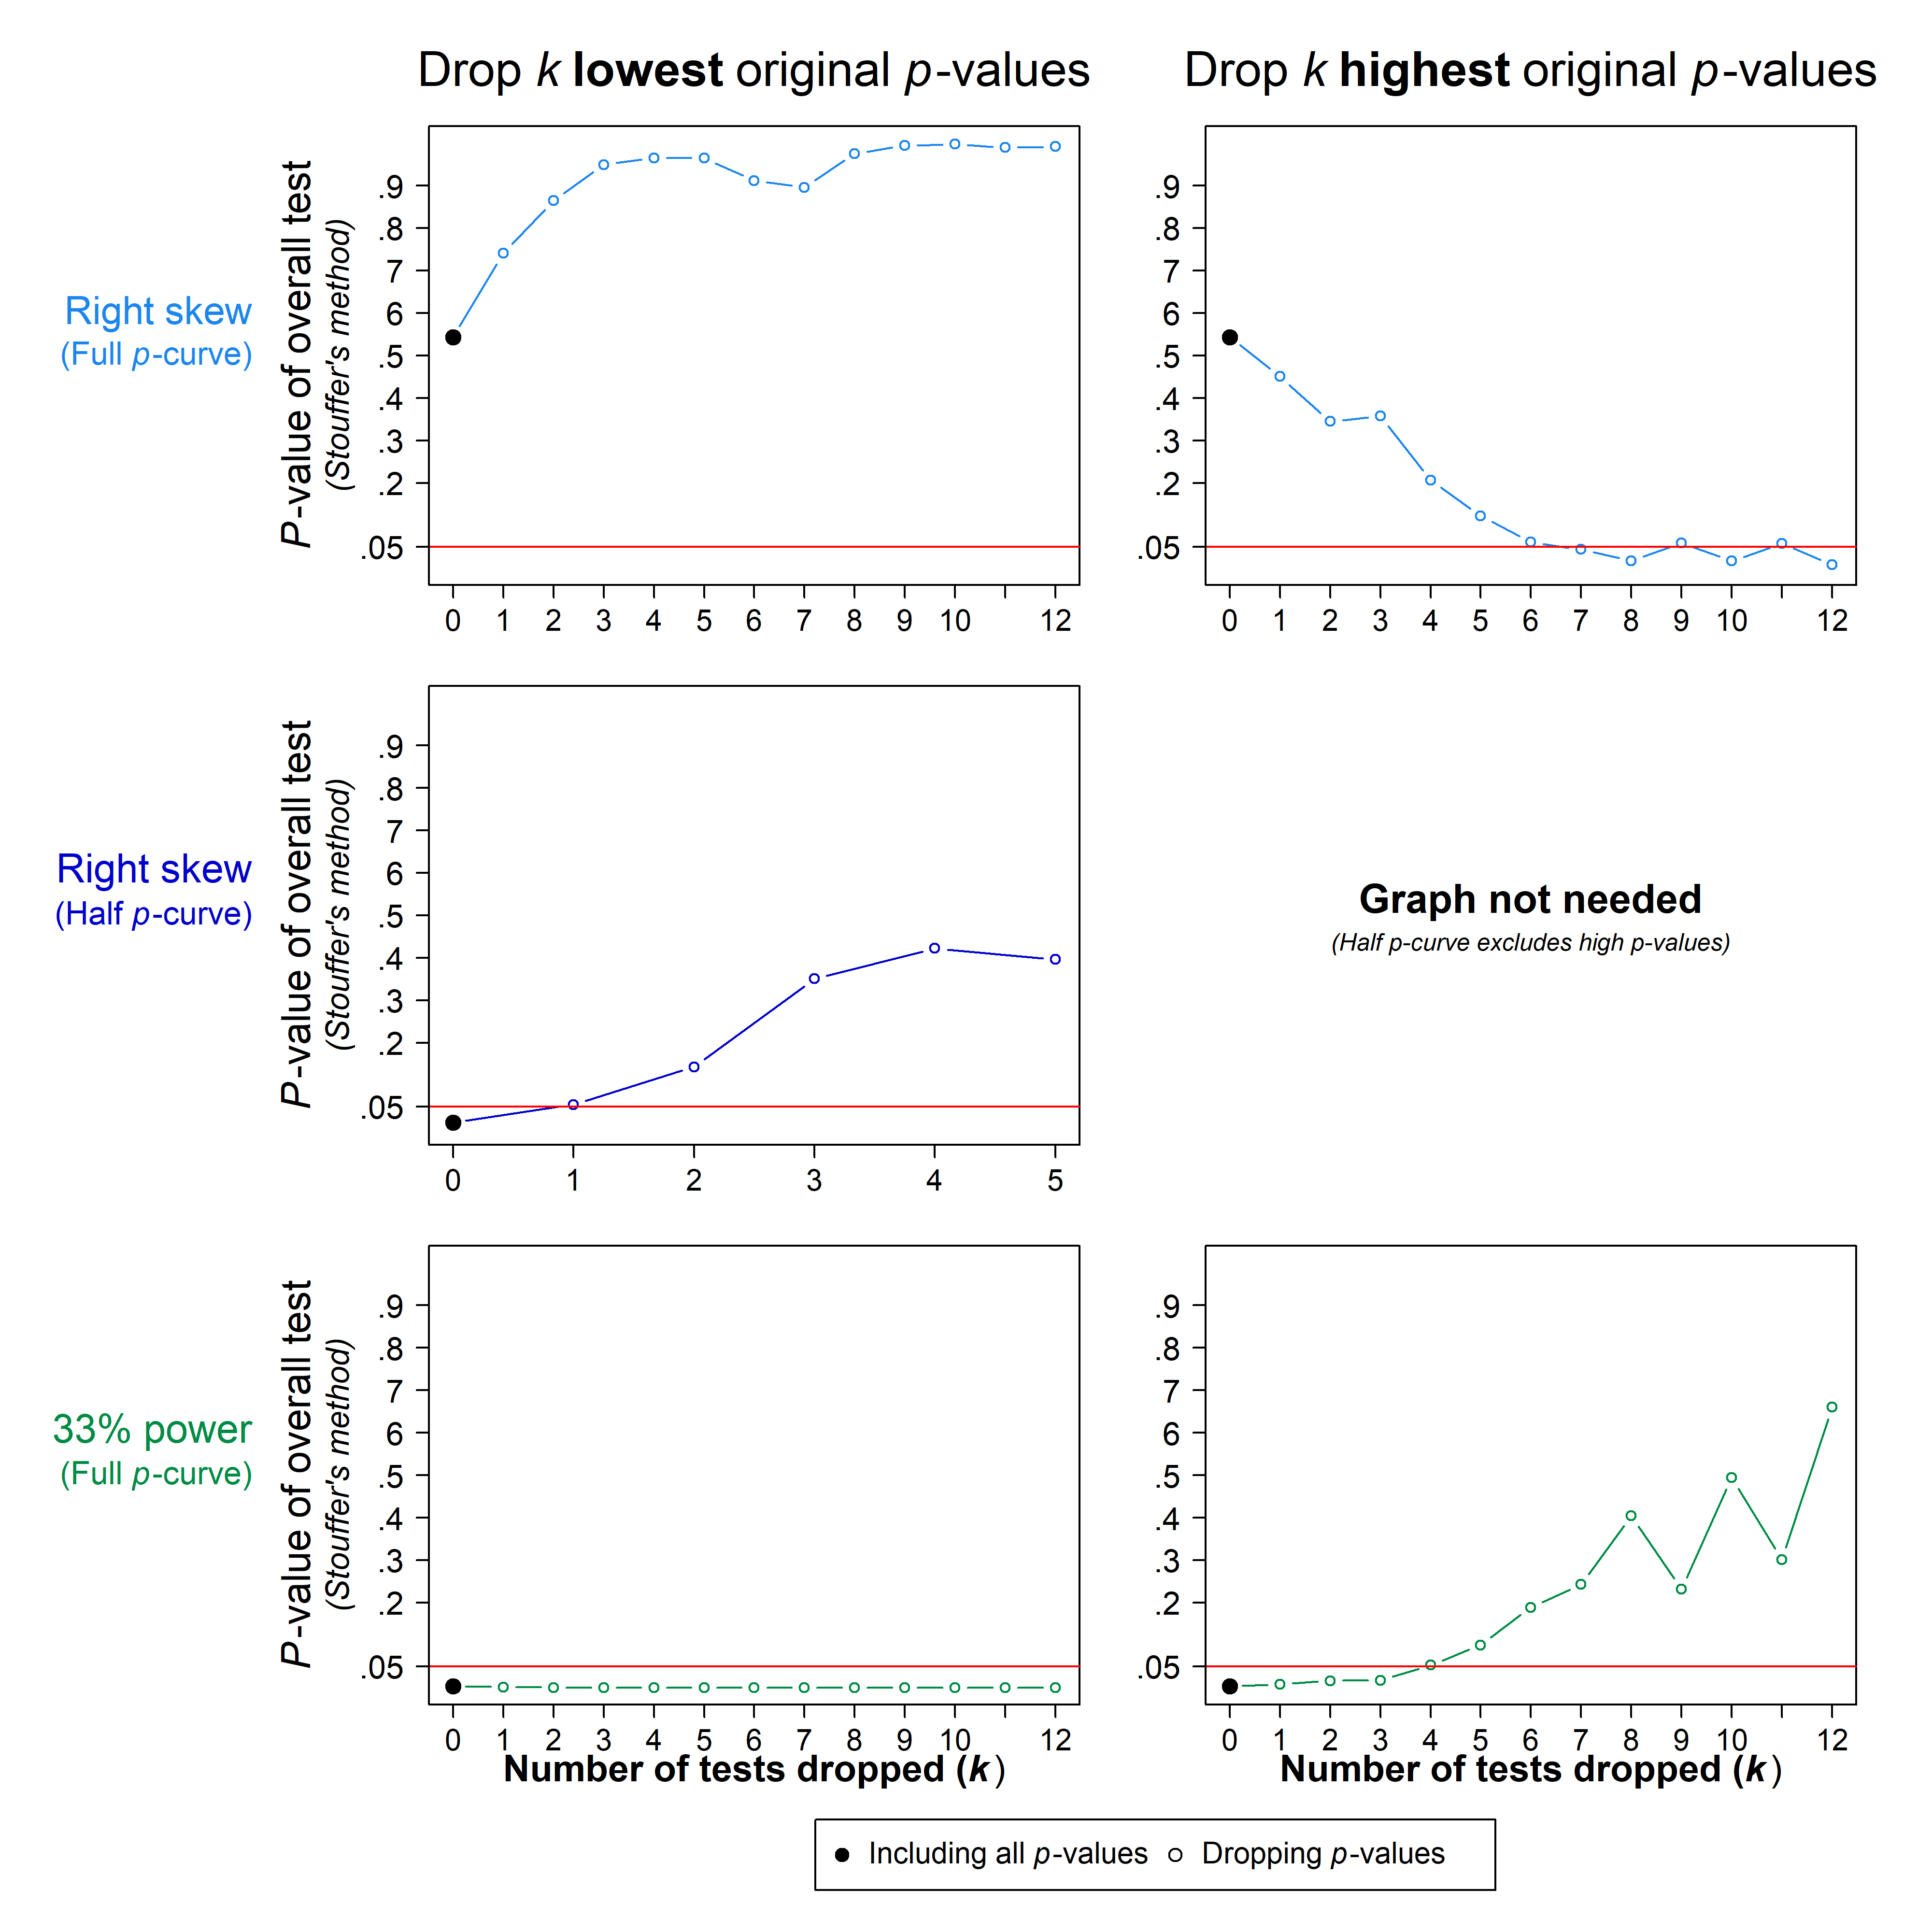 Drop k lowest original p-values
Drop k highest original p-values
Right skew
(Full p-curve)
P-value of overall test
(Stouffer's method)
.9
.8
.7
.6
.5
.4
.3
.2
.05
0 1 2 3 4 5 6 7 8 9 10 12
.9
.8
.7
.6
.5
.4
.3
.2
.05
0 1 2 3 4 5 6 7 8 9 10 12
Right skew
(Half p-curve)
P-value of overall test
(Stouffer's method)
.9
.8
.7
.6
.5
.4
.3
.2
.05
0 1 2 3 4 5
Graph not needed
(Half p-curve excludes high p-values)
33% power
(Full p-curve)
P-value of overall test
(Stouffer's method)
.9
.8
.7
.6
.5
.4
.3
.2
.05
0 1 2 3 4 5 6 7 8 9 10 12
Number of tests dropped (k)
.9
.8
.7
.6
.5
.4
.3
.2
.05
0 1 2 3 4 5 6 7 8 9 10 12
Number of tests dropped (k)
Including all p-values
Dropping p-values